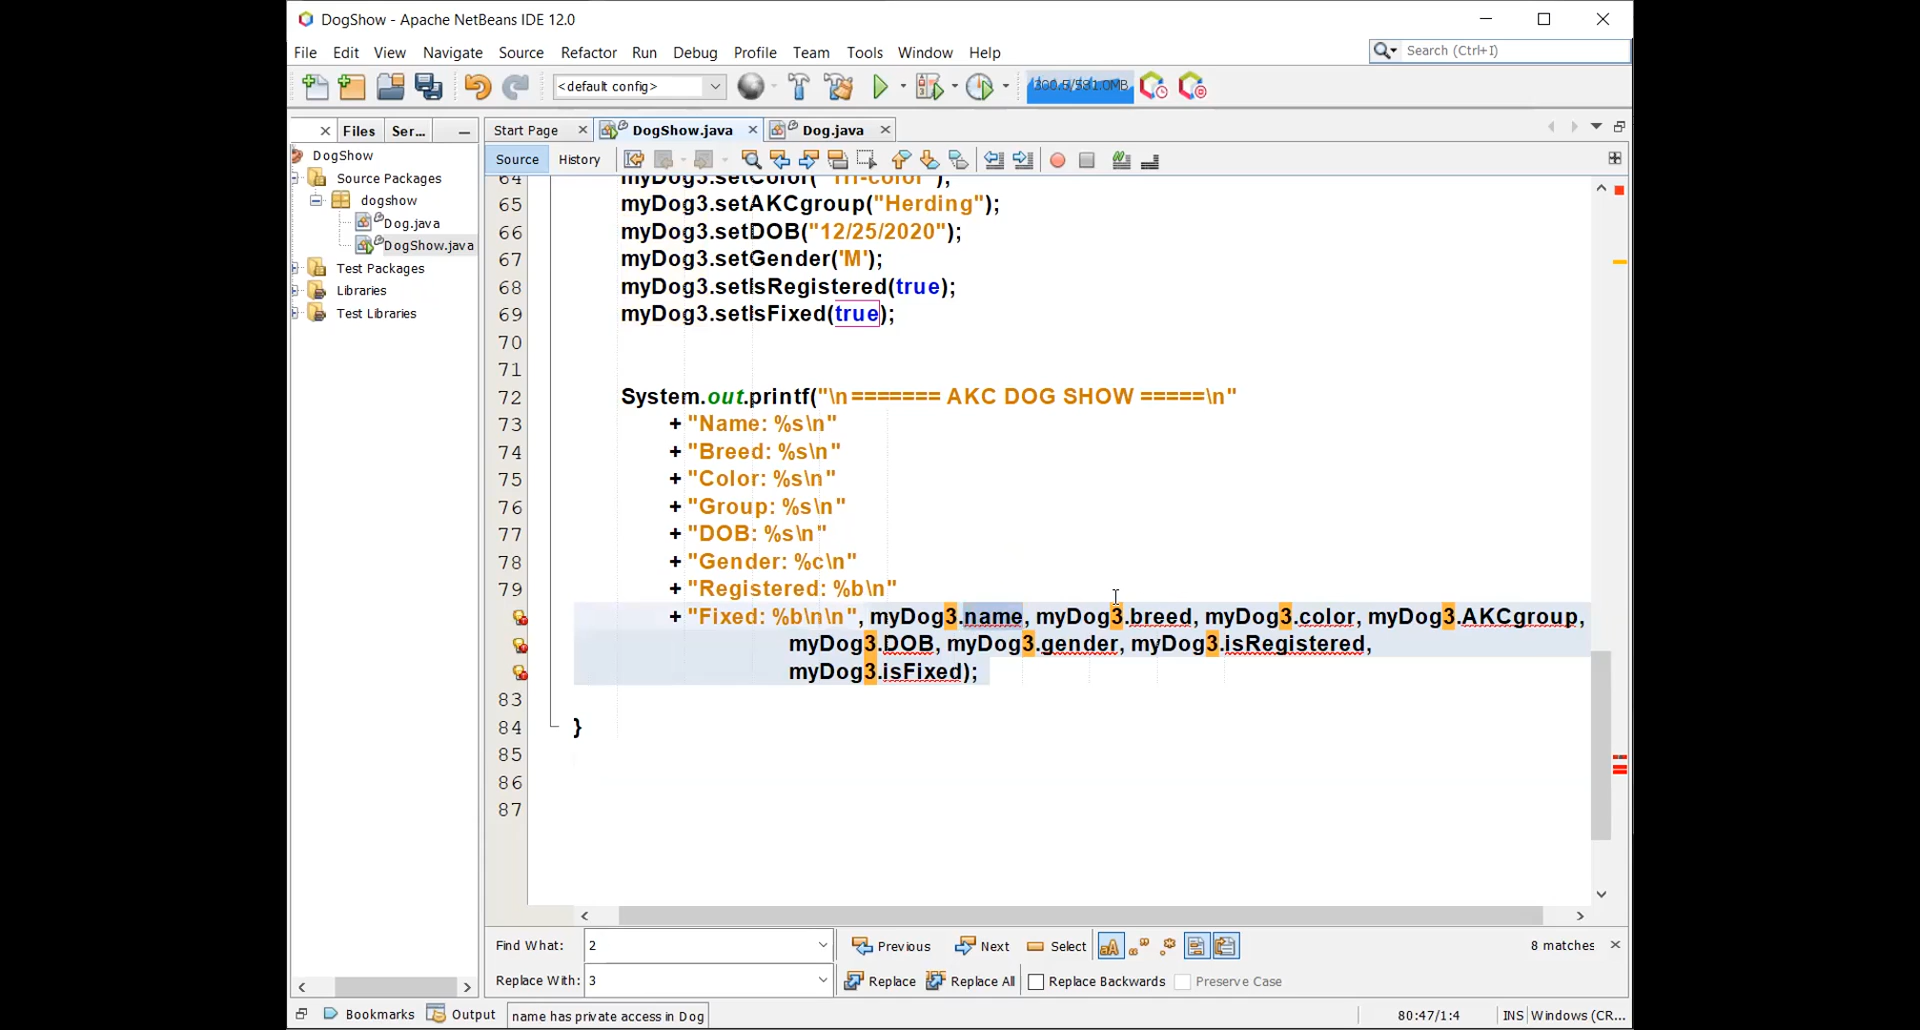 DogShow - Apache NetBeans IDE 12.0
File Edit View Navigate Source Refactor Run Debug Profile Team Tools Window Help
Search (Ctrl+I)
<default config>
Files Ser...
Start Page DogShow.java Dog.java
Source History
DogShow
Source Packages
dogshow
Dog.java
DogShow.java
Test Packages
Libraries
Test Libraries
64 myDog3.setColor( "Tri-color");
65 myDog3.setAKCgroup("Herding");
66 myDog3.setDOB("12/25/2020");
67 myDog3.setGender('M');
68 myDog3.setIsRegistered(true);
69 myDog3.setIsFixed(true);
70
71
72 System.out.printf("\n======= AKC DOG SHOW =====\n"
73 + "Name: %s\n"
74 + "Breed: %s\n"
75 + "Color: %s\n"
76 + "Group: %s\n"
77 + "DOB: %s\n"
78 + "Gender: %c\n"
79 + "Registered: %b\n"
+ "Fixed: %b\n\n", myDog3.name, myDog3.breed, myDog3.color, myDog3.AKCgroup,
myDog3.DOB, myDog3.gender, myDog3.isRegistered,
myDog3.isFixed);
83
84 }
85
86
87
Find What: 2 Previous Next Select 8 matches
Replace With: 3 Replace Replace All Replace Backwards Preserve Case
Bookmarks Output name has private access in Dog 80:47/1:4 INS Windows (CR...